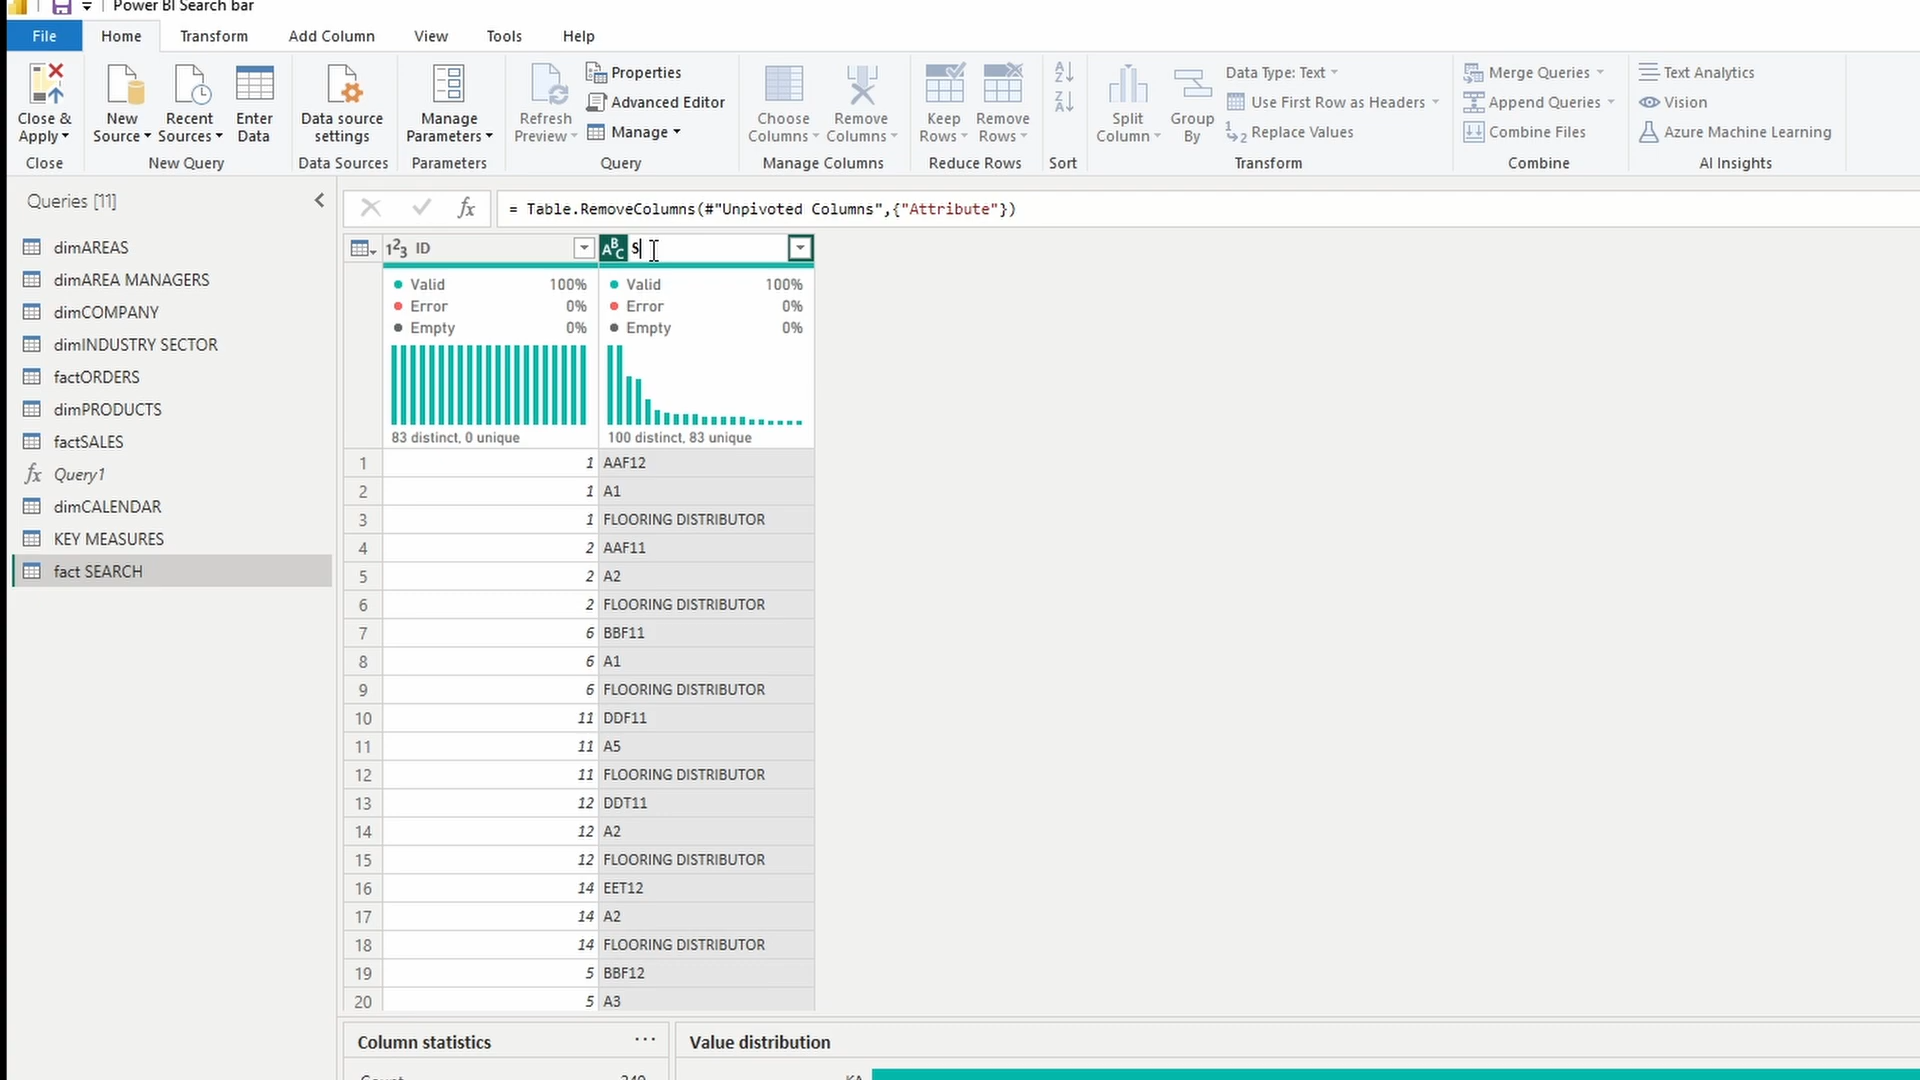 Power BI Search bar
File Home Transform Add Column View Tools Help
Close & Apply
New Source
Recent Sources
Enter Data
Data source settings
Manage Parameters
Refresh Preview
Properties
Advanced Editor
Manage
Choose Columns
Remove Columns
Keep Rows
Remove Rows
Split Column
Group By
Data Type: Text
Use First Row as Headers
Replace Values
Merge Queries
Append Queries
Combine Files
Text Analytics
Vision
Azure Machine Learning
Close New Query Data Sources Parameters Query Manage Columns Reduce Rows Sort Transform Combine AI Insights
Queries [11]
dimAREAS
dimAREA MANAGERS
dimCOMPANY
dimINDUSTRY SECTOR
factORDERS
dimPRODUCTS
factSALES
fx Query1
dimCALENDAR
KEY MEASURES
fact SEARCH
fx = Table.RemoveColumns(#"Unpivoted Columns",{"Attribute"})
123 ID ABC S
Valid 100% Valid 100%
Error 0% Error 0%
Empty 0% Empty 0%
83 distinct, 0 unique 100 distinct, 83 unique
1 1 AAF12
2 1 A1
3 1 FLOORING DISTRIBUTOR
4 2 AAF11
5 2 A2
6 2 FLOORING DISTRIBUTOR
7 6 BBF11
8 6 A1
9 6 FLOORING DISTRIBUTOR
10 11 DDF11
11 11 A5
12 11 FLOORING DISTRIBUTOR
13 12 DDT11
14 12 A2
15 12 FLOORING DISTRIBUTOR
16 14 EET12
17 14 A2
18 14 FLOORING DISTRIBUTOR
19 5 BBF12
20 5 A3
Column statistics ... Value distribution